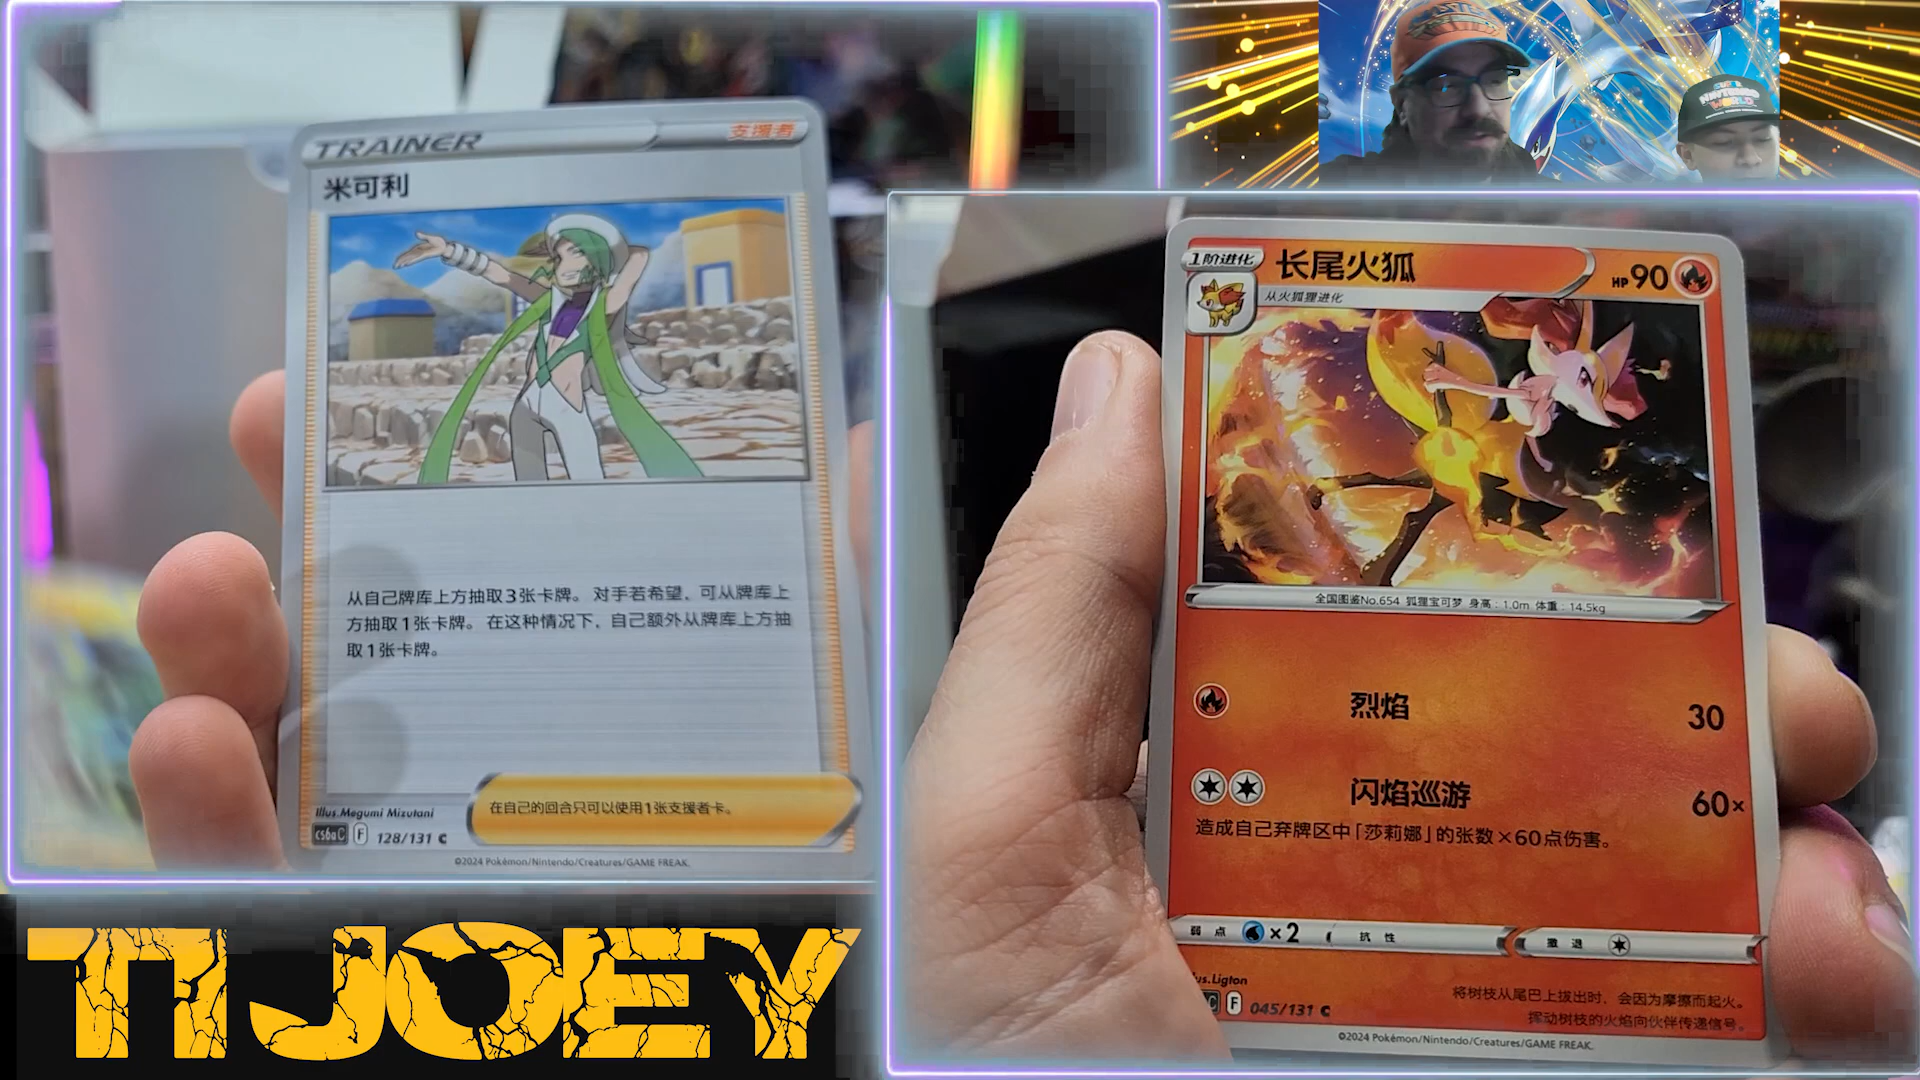 TRAINER
支援者
米可利
从自己牌库上方抽取3张卡牌。对手若希望，可从牌库上
方抽取1张卡牌。在这种情况下，自己额外从牌库上方抽
取1张卡牌。
在自己的回合只可以使用1张支援者卡。
Illus. Megumi Mizutani
CS6aC F 128/131 C
©2024 Pokémon/Nintendo/Creatures/GAME FREAK.
SUPER
NINTENDO
WORLD
1阶进化
长尾火狐
HP90
从火狐狸进化
全国图鉴No.654 狐狸宝可梦 身高：1.0m 体重：14.5kg
烈焰 30
闪焰巡游 60×
造成自己弃牌区中「莎莉娜」的张数×60点伤害。
弱点 ×2 抗性 撤退
us.Ligton
C F 045/131 C
将树枝从尾巴上拔出时，会因为摩擦而起火。
挥动树枝的火焰向伙伴传递信号。
©2024 Pokémon/Nintendo/Creatures/GAME FREAK.
TIJOEY